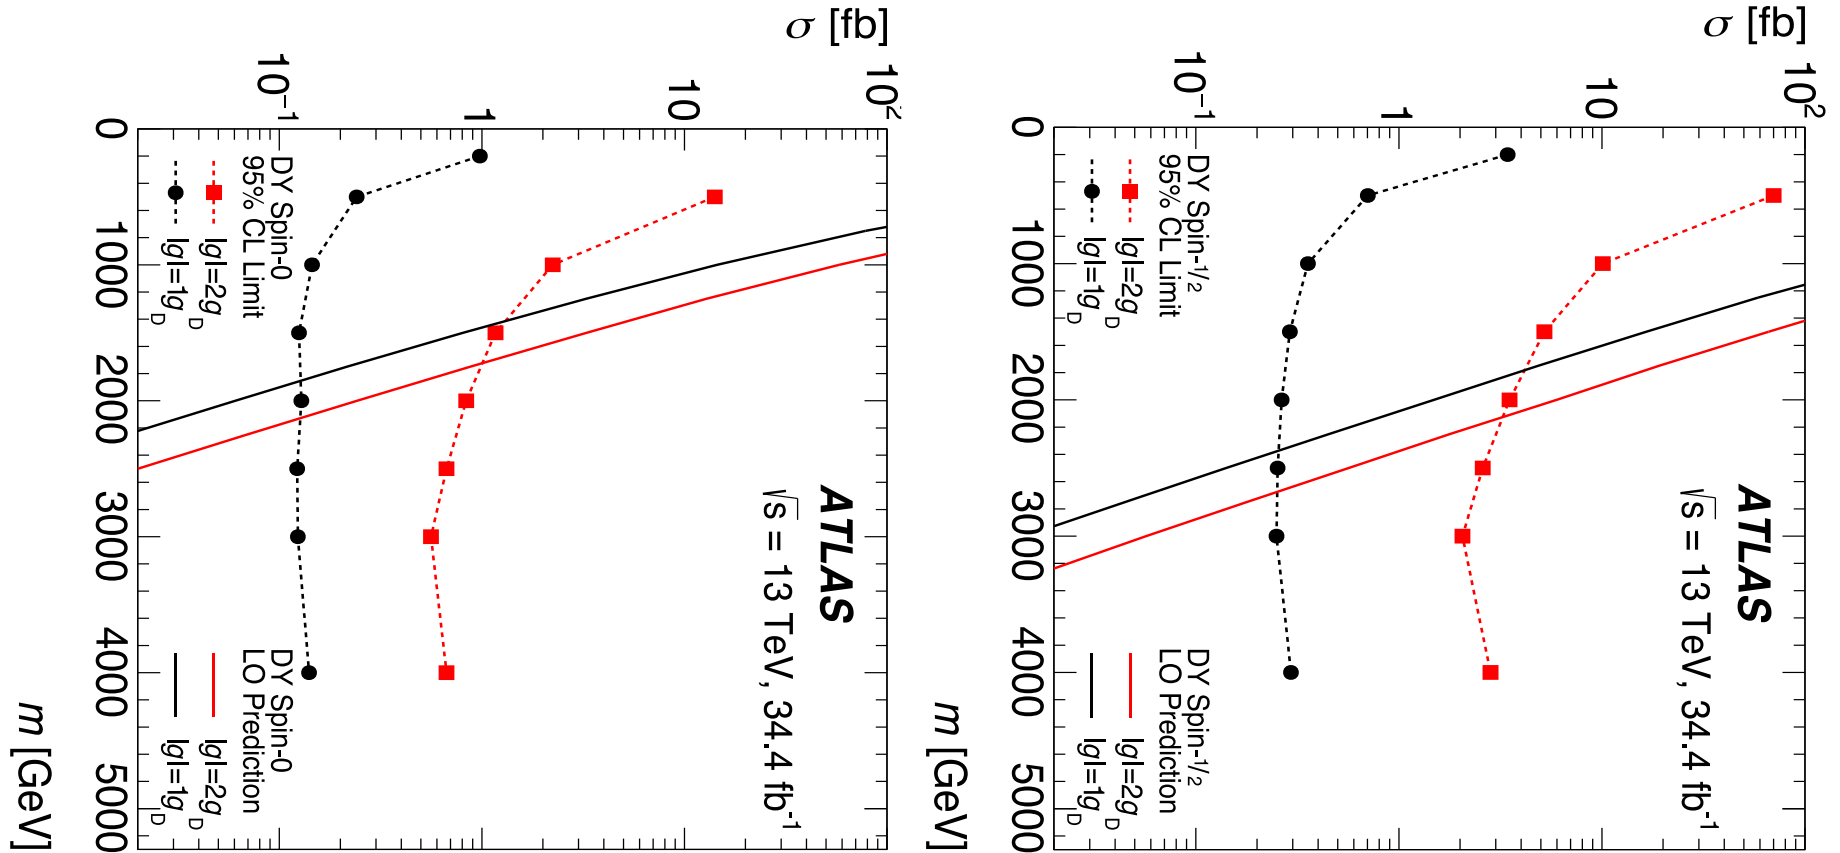 σ [fb]
10⁻¹
1
10
10²
0
1000
2000
3000
4000
5000
m [GeV]
ATLAS
√s = 13 TeV, 34.4 fb⁻¹
DY Spin-0
95% CL Limit
|g|=2g_D
|g|=1g_D
DY Spin-0
LO Prediction
|g|=2g_D
|g|=1g_D
σ [fb]
10⁻¹
1
10
10²
0
1000
2000
3000
4000
5000
m [GeV]
ATLAS
√s = 13 TeV, 34.4 fb⁻¹
DY Spin-1/2
95% CL Limit
|g|=2g_D
|g|=1g_D
DY Spin-1/2
LO Prediction
|g|=2g_D
|g|=1g_D